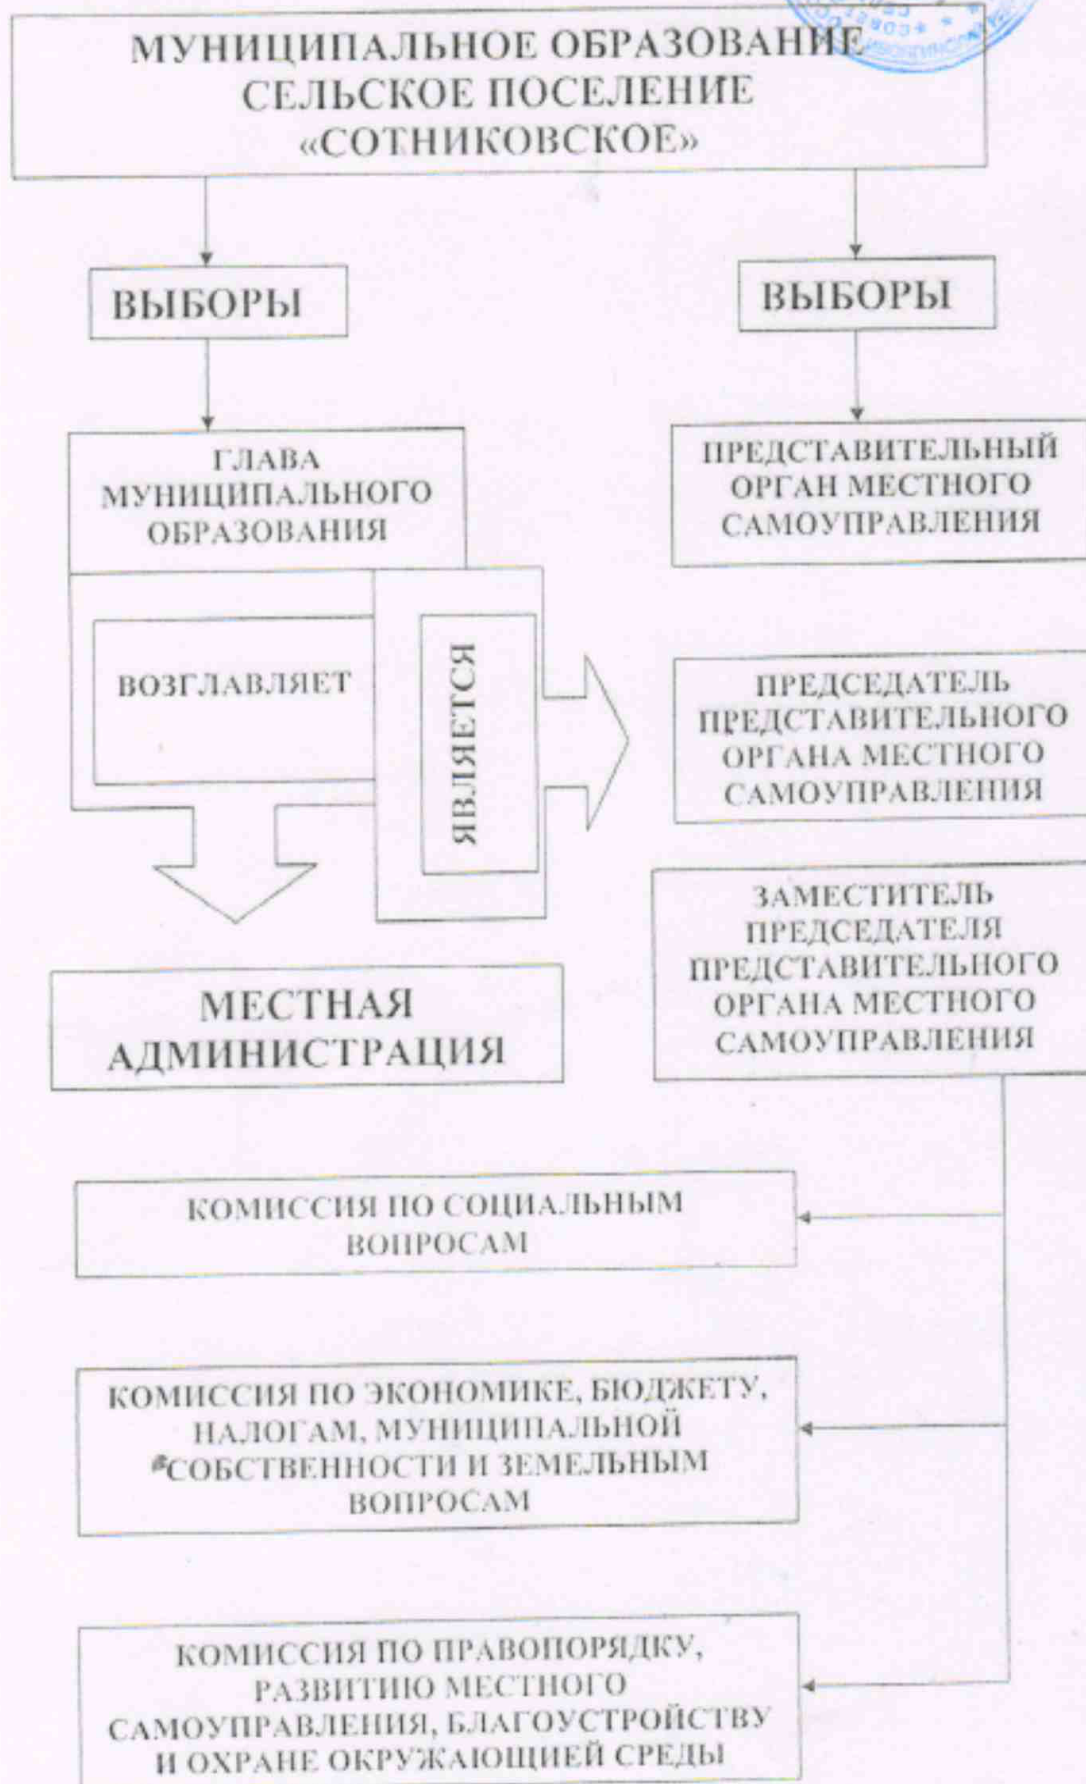 МУНИЦИПАЛЬНОЕ ОБРАЗОВАНИЕ
СЕЛЬСКОЕ ПОСЕЛЕНИЕ
«СОТНИКОВСКОЕ»
ВЫБОРЫ
ВЫБОРЫ
ГЛАВА
МУНИЦИПАЛЬНОГО
ОБРАЗОВАНИЯ
ПРЕДСТАВИТЕЛЬНЫЙ
ОРГАН МЕСТНОГО
САМОУПРАВЛЕНИЯ
ВОЗГЛАВЛЯЕТ
ЯВЛЯЕТСЯ
ПРЕДСЕДАТЕЛЬ
ПРЕДСТАВИТЕЛЬНОГО
ОРГАНА МЕСТНОГО
САМОУПРАВЛЕНИЯ
МЕСТНАЯ
АДМИНИСТРАЦИЯ
ЗАМЕСТИТЕЛЬ
ПРЕДСЕДАТЕЛЯ
ПРЕДСТАВИТЕЛЬНОГО
ОРГАНА МЕСТНОГО
САМОУПРАВЛЕНИЯ
КОМИССИЯ ПО СОЦИАЛЬНЫМ
ВОПРОСАМ
КОМИССИЯ ПО ЭКОНОМИКЕ, БЮДЖЕТУ,
НАЛОГАМ, МУНИЦИПАЛЬНОЙ
СОБСТВЕННОСТИ И ЗЕМЕЛЬНЫМ
ВОПРОСАМ
КОМИССИЯ ПО ПРАВОПОРЯДКУ,
РАЗВИТИЮ МЕСТНОГО
САМОУПРАВЛЕНИЯ, БЛАГОУСТРОЙСТВУ
И ОХРАНЕ ОКРУЖАЮЩИЕЙ СРЕДЫ